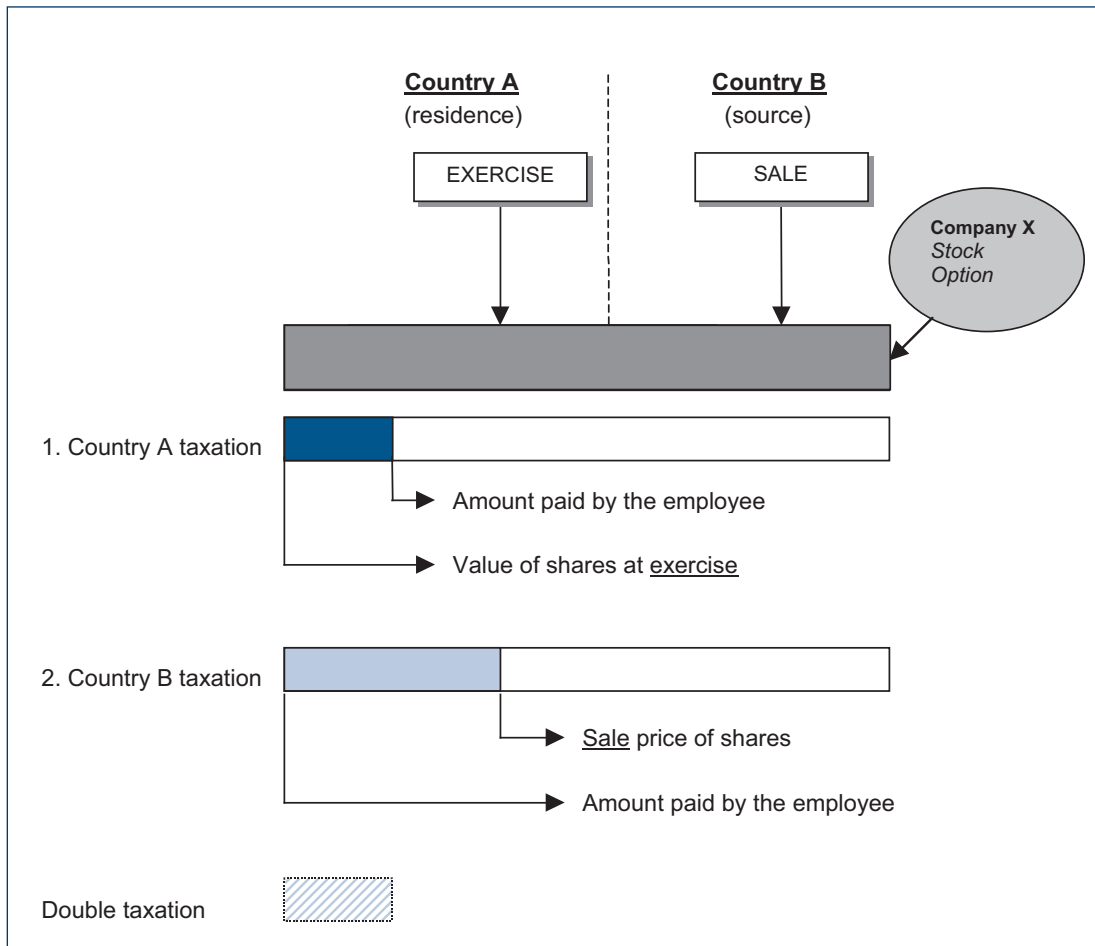 Country A
(residence)
Country B
(source)
EXERCISE
SALE
Company X
Stock
Option
1. Country A taxation
Amount paid by the employee
Value of shares at exercise
2. Country B taxation
Sale price of shares
Amount paid by the employee
Double taxation